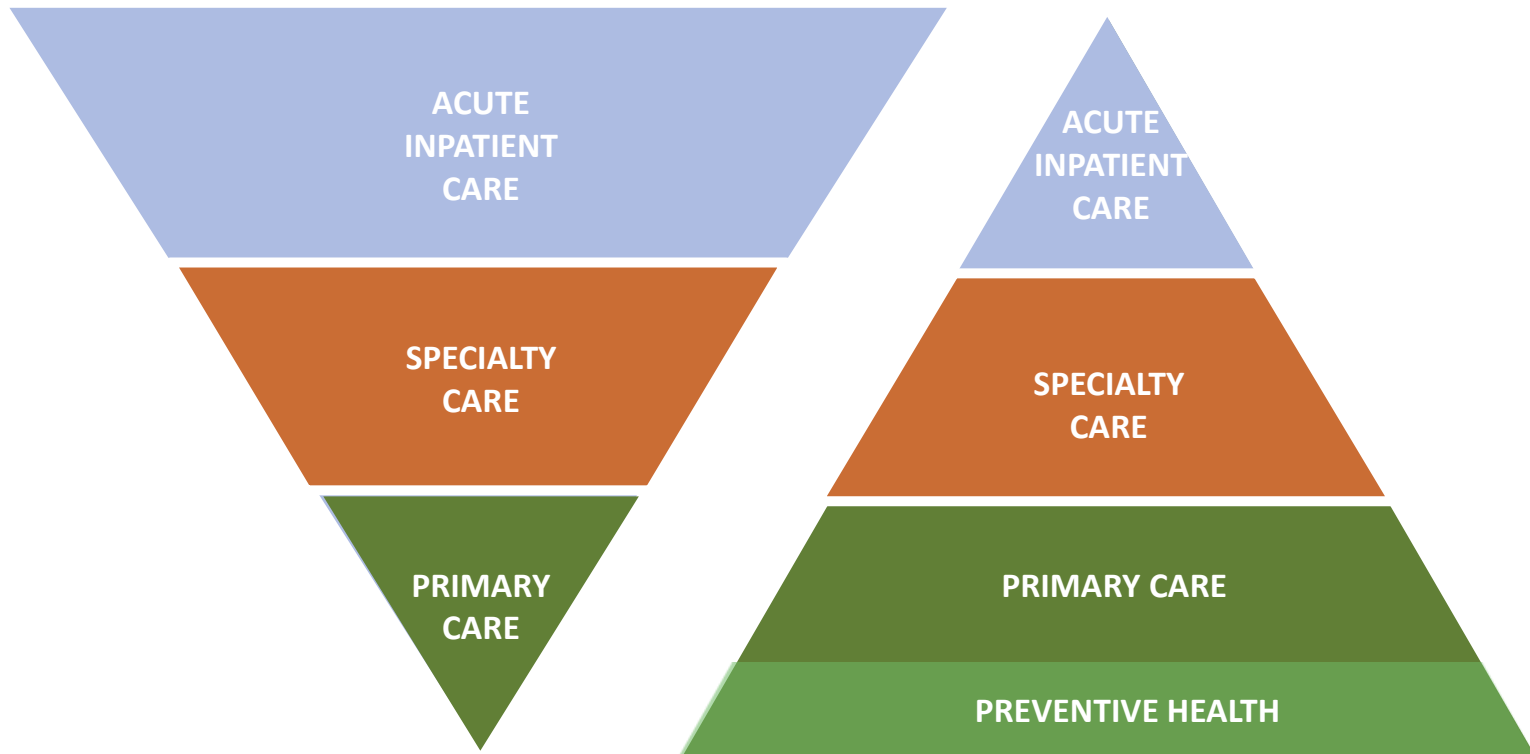 ACUTE
INPATIENT
CARE
SPECIALTY
CARE
PRIMARY
CARE
ACUTE
INPATIENT
CARE
SPECIALTY
CARE
PRIMARY CARE
PREVENTIVE HEALTH